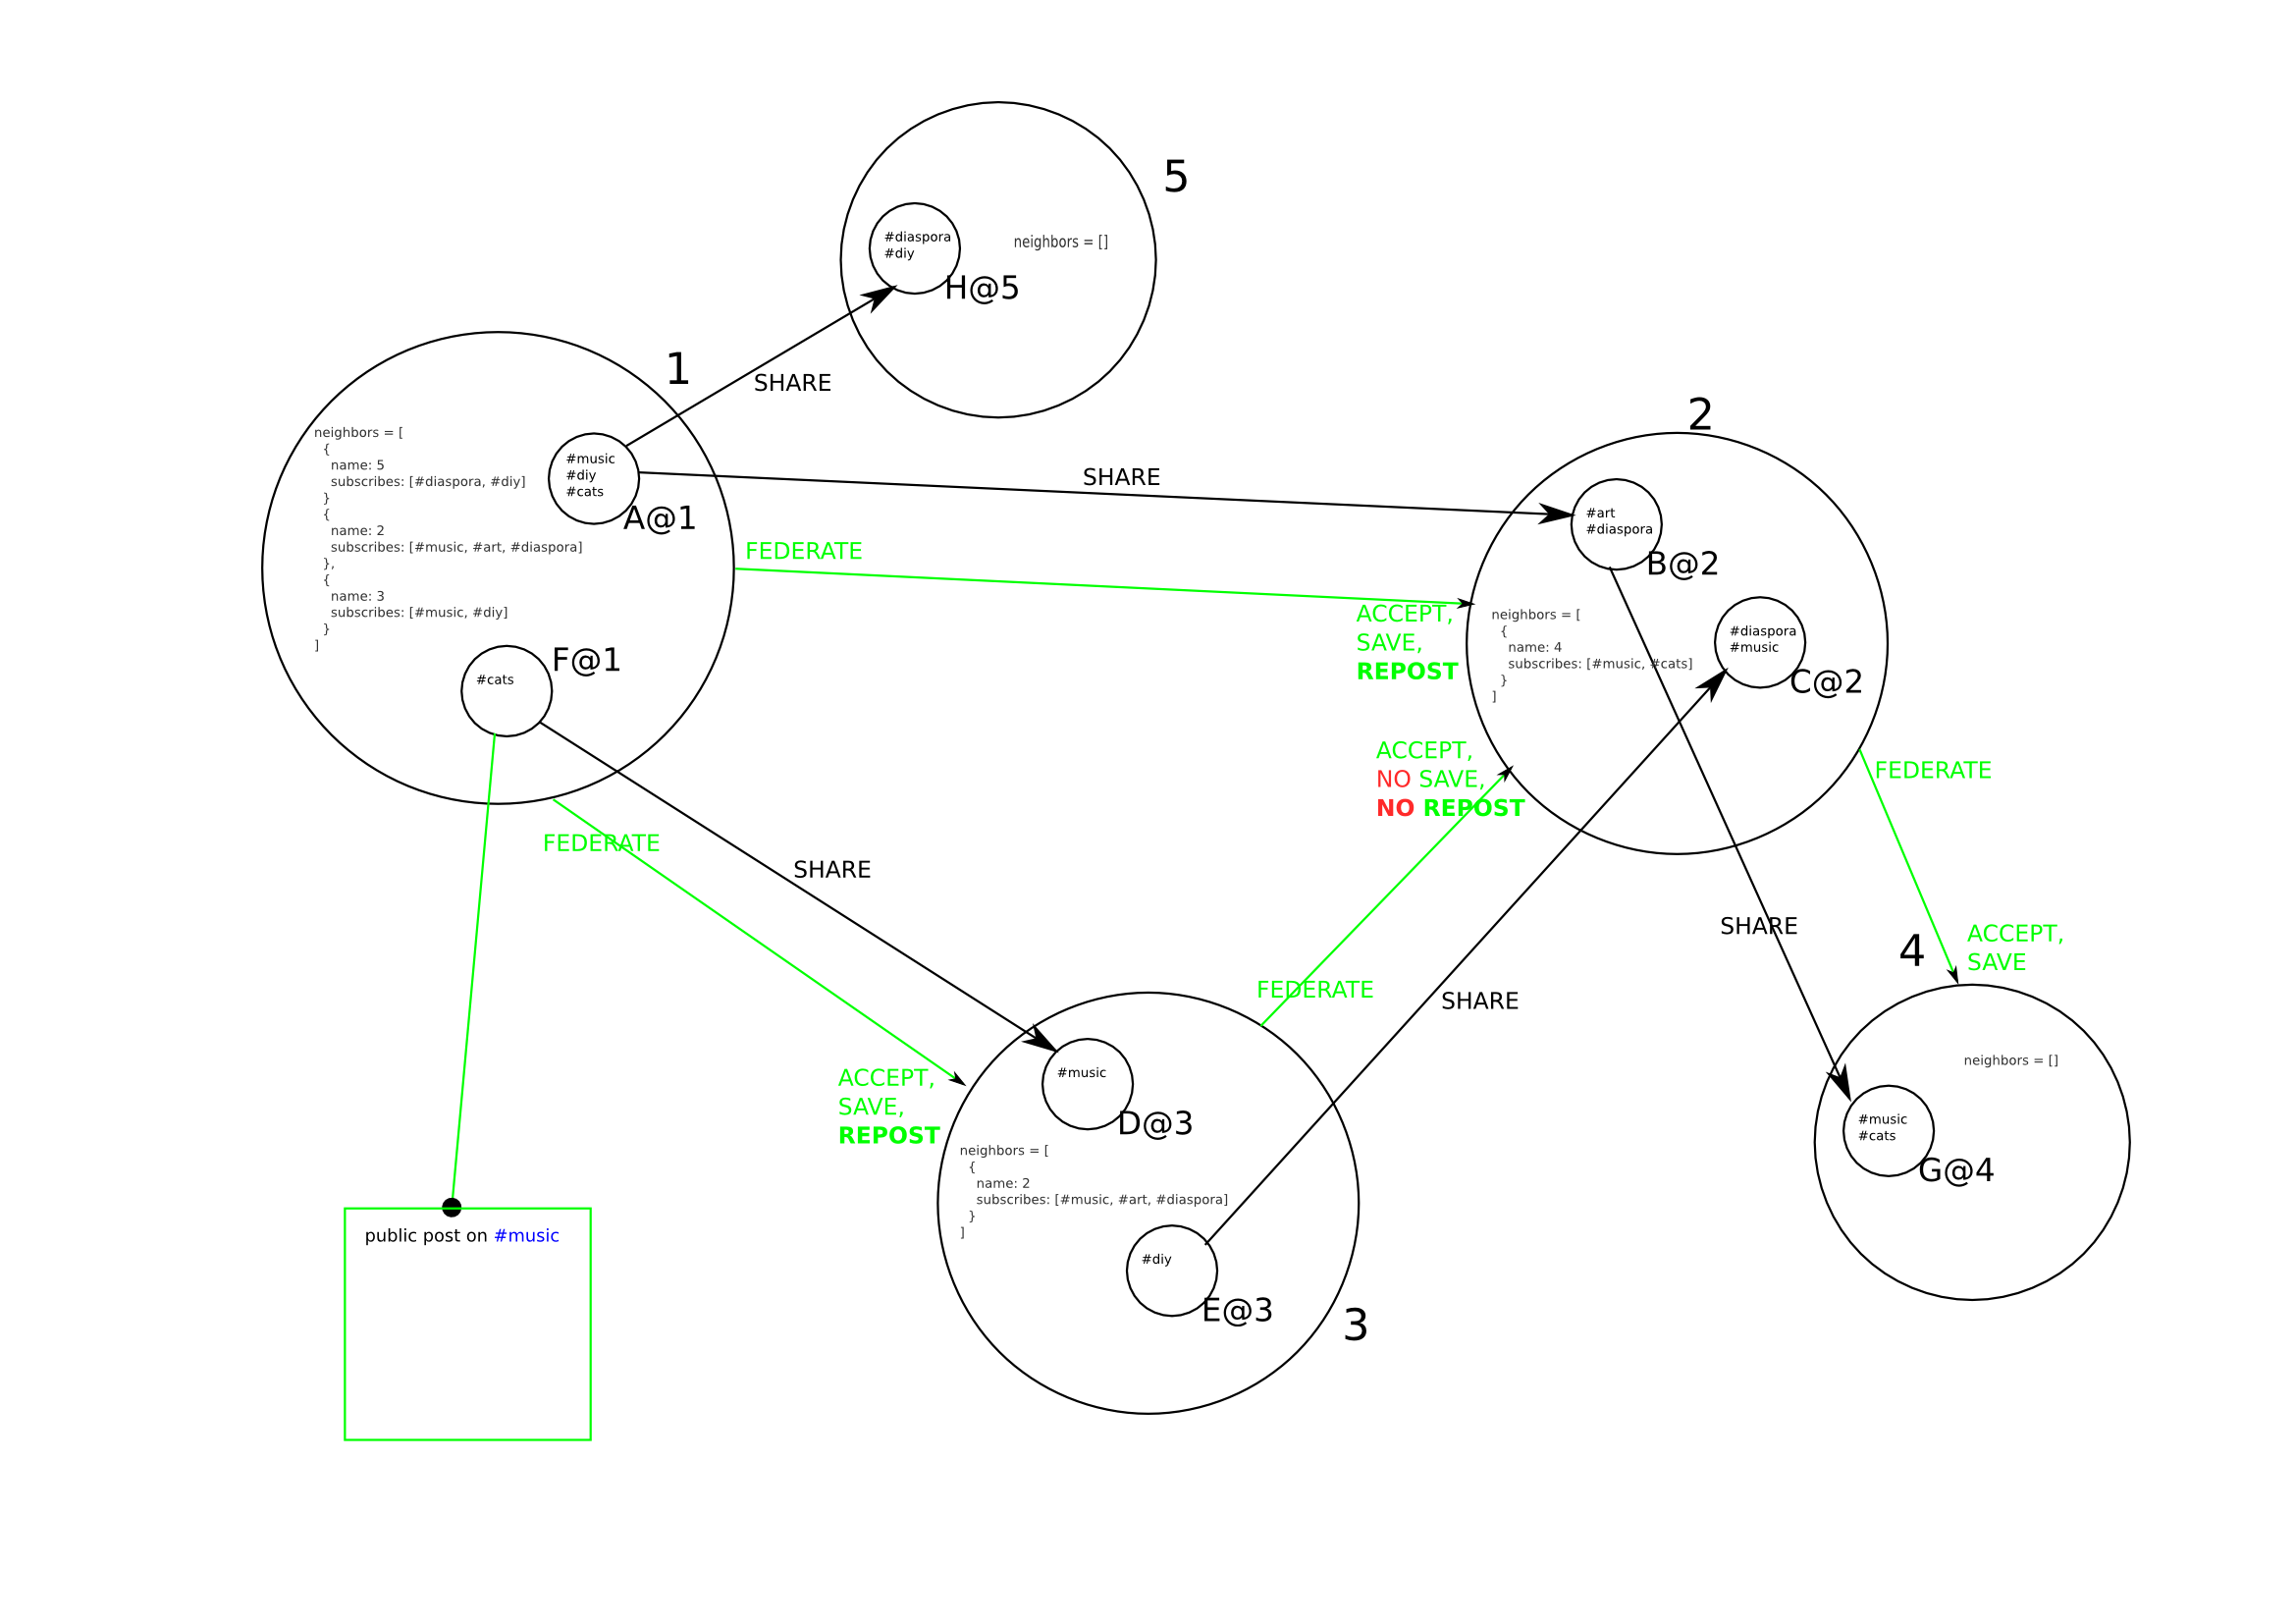 5
#diaspora
#diy
neighbors = []
H@5
1
SHARE
neighbors = [
{
name: 5
subscribes: [#diaspora, #diy]
}
{
name: 2
subscribes: [#music, #art, #diaspora]
},
{
name: 3
subscribes: [#music, #diy]
}
]
#music
#diy
#cats
A@1
#cats
F@1
SHARE
FEDERATE
ACCEPT,
SAVE,
REPOST
2
#art
#diaspora
B@2
neighbors = [
{
name: 4
subscribes: [#music, #cats]
}
]
#diaspora
#music
C@2
ACCEPT,
NO SAVE,
NO REPOST
FEDERATE
FEDERATE
SHARE
SHARE
4
ACCEPT,
SAVE
FEDERATE
SHARE
ACCEPT,
SAVE,
REPOST
#music
D@3
neighbors = [
{
name: 2
subscribes: [#music, #art, #diaspora]
}
]
#diy
E@3
3
neighbors = []
#music
#cats
G@4
public post on #music